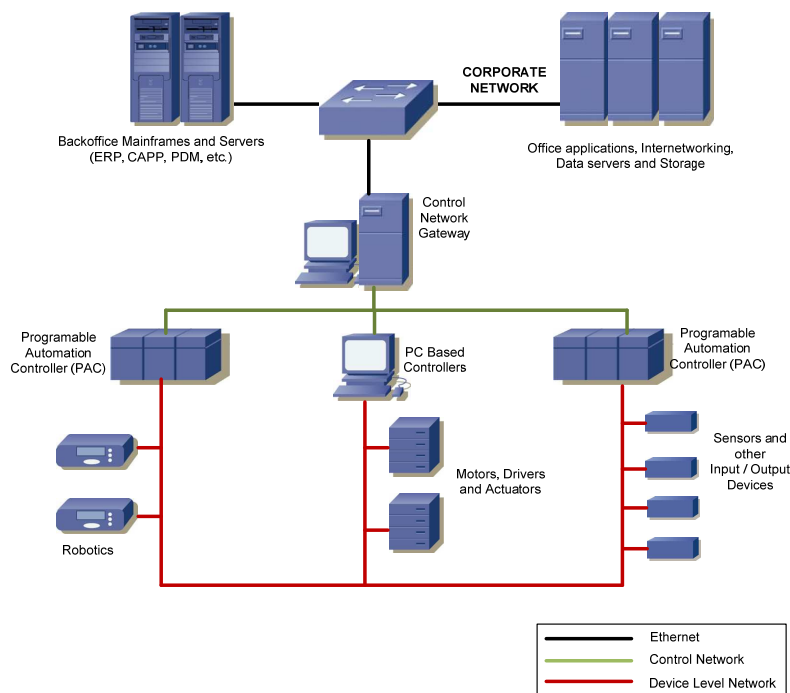 CORPORATE
NETWORK
Backoffice Mainframes and Servers
(ERP, CAPP, PDM, etc.)
Office applications, Internetworking,
Data servers and Storage
Control
Network
Gateway
Programable
Automation
Controller (PAC)
PC Based
Controllers
Programable
Automation
Controller (PAC)
Motors, Drivers
and Actuators
Sensors and
other
Input / Output
Devices
Robotics
Ethernet
Control Network
Device Level Network